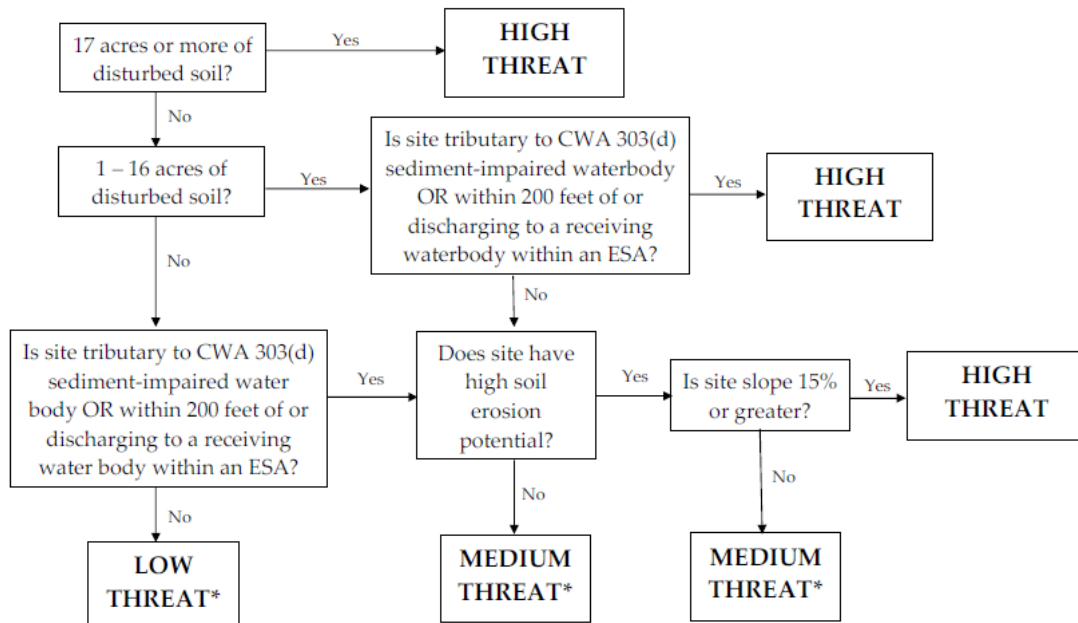 17 acres or more of
disturbed soil?
Yes
HIGH
THREAT
No
1 – 16 acres of
disturbed soil?
Yes
Is site tributary to CWA 303(d)
sediment-impaired waterbody
OR within 200 feet of or
discharging to a receiving
waterbody within an ESA?
Yes
HIGH
THREAT
No
No
Is site tributary to CWA 303(d)
sediment-impaired water
body OR within 200 feet of or
discharging to a receiving
water body within an ESA?
Yes
Does site have
high soil
erosion
potential?
Yes
Is site slope 15%
or greater?
Yes
HIGH
THREAT
No
No
No
LOW
THREAT*
MEDIUM
THREAT*
MEDIUM
THREAT*